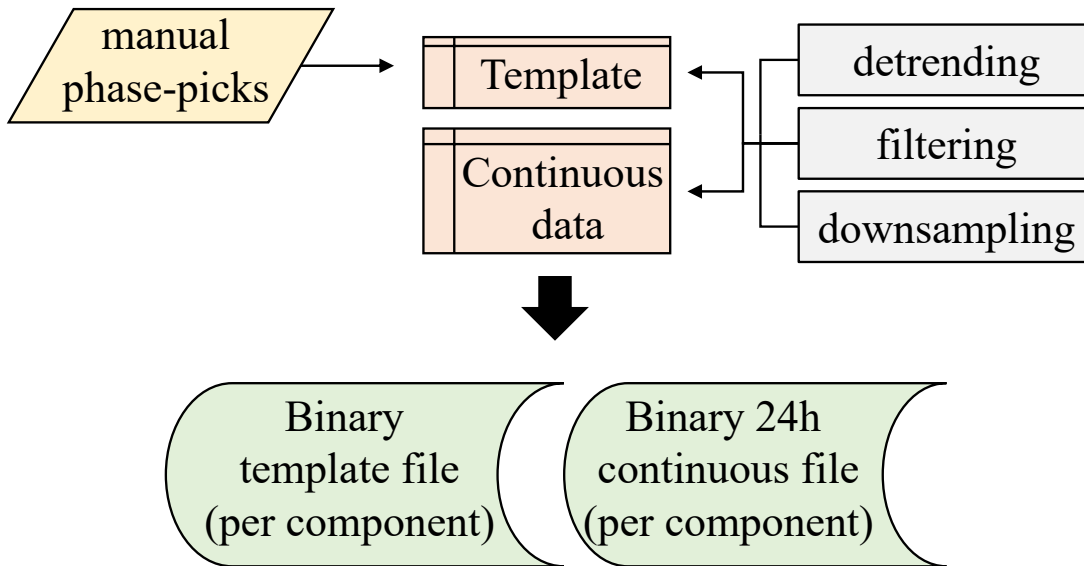 manual
phase-picks
Template
Continuous
data
detrending
filtering
downsampling
Binary
template file
(per component)
Binary 24h
continuous file
(per component)